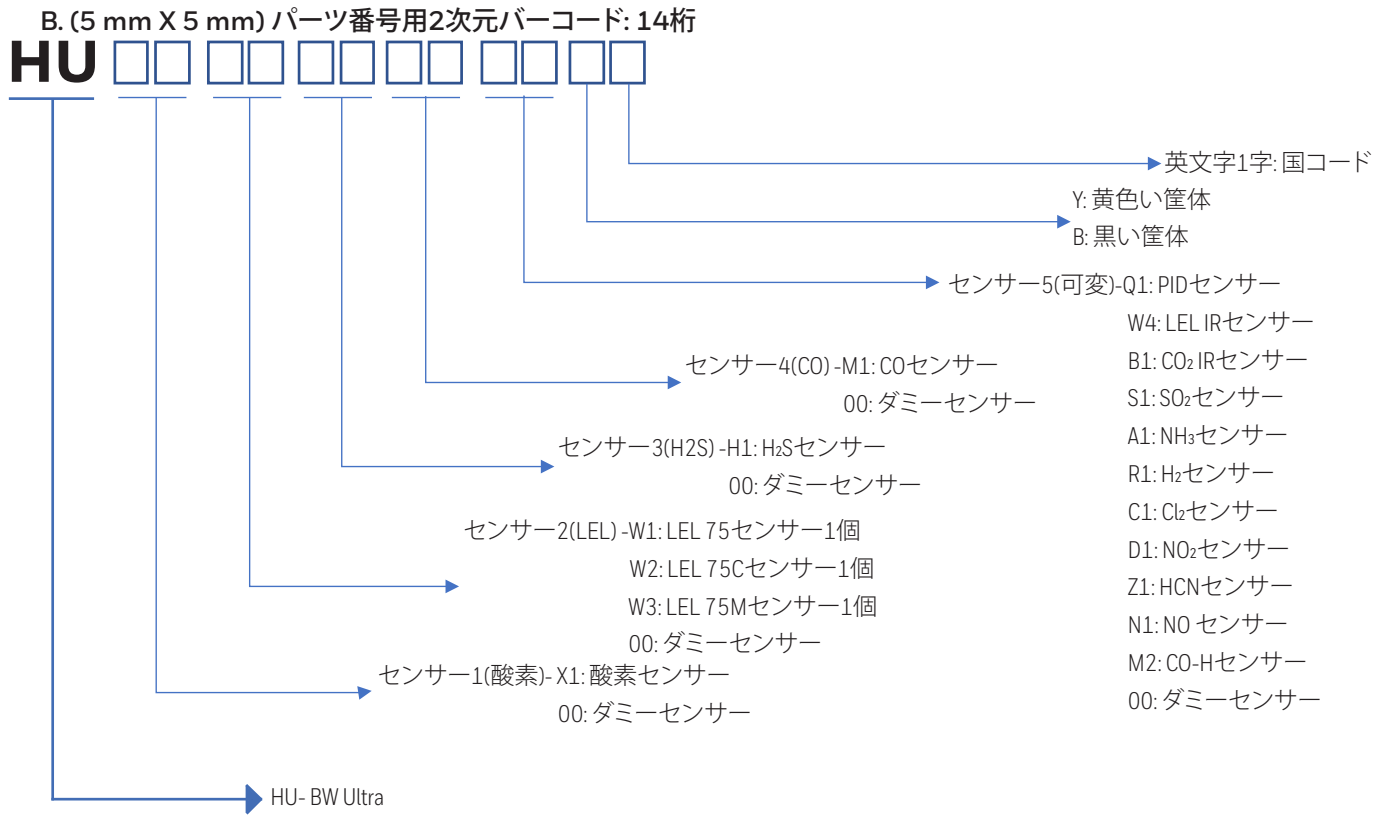 B. (5 mm X 5 mm) パーツ番号用2次元バーコード: 14桁
HU
英文字1字: 国コード
Y: 黄色い筐体
B: 黒い筐体
センサー5(可変)-Q1: PIDセンサー
W4: LEL IRセンサー
B1: CO₂ IRセンサー
S1: SO₂センサー
A1: NH₃センサー
R1: H₂センサー
C1: Cl₂センサー
D1: NO₂センサー
Z1: HCNセンサー
N1: NO センサー
M2: CO-Hセンサー
00: ダミーセンサー
センサー4(CO) -M1: COセンサー
00: ダミーセンサー
センサー3(H2S) -H1: H₂Sセンサー
00: ダミーセンサー
センサー2(LEL) -W1: LEL 75センサー1個
W2: LEL 75Cセンサー1個
W3: LEL 75Mセンサー1個
00: ダミーセンサー
センサー1(酸素)- X1: 酸素センサー
00: ダミーセンサー
HU- BW Ultra